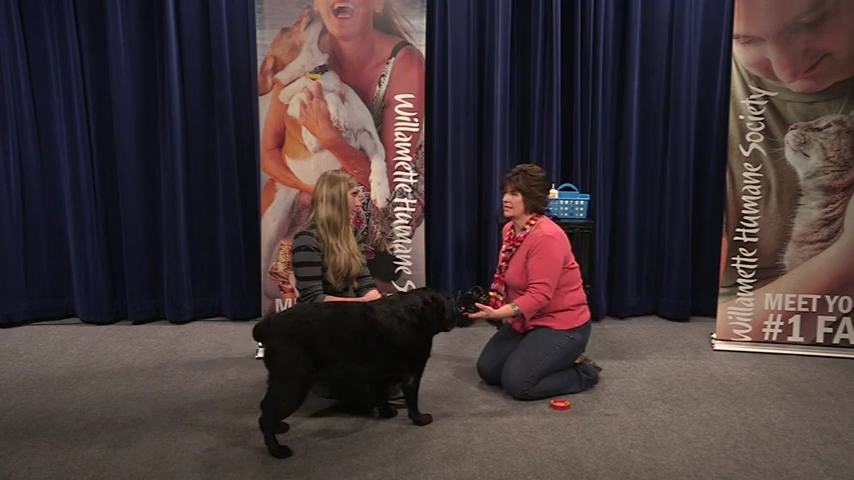 Willamette Humane S
M
Willamette Humane Society
MEET YO
#1 FA